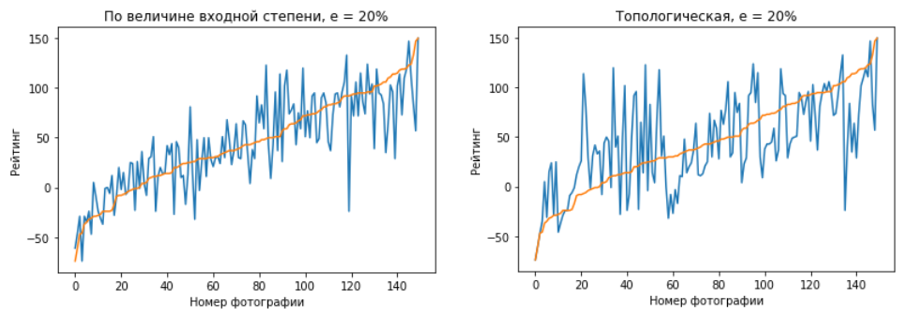 По величине входной степени, e = 20%
Рейтинг
150
100
50
0
−50
0 20 40 60 80 100 120 140
Номер фотографии
Топологическая, e = 20%
Рейтинг
150
100
50
0
−50
0 20 40 60 80 100 120 140
Номер фотографии